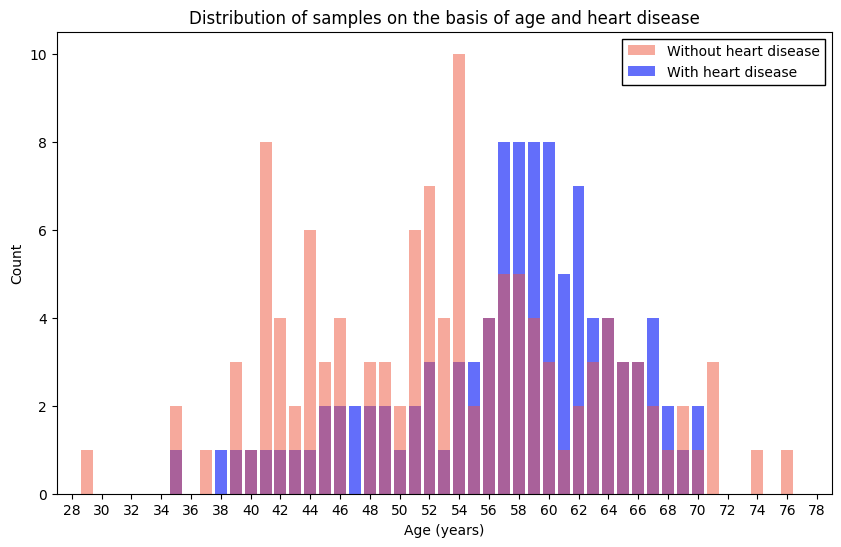 Distribution of samples on the basis of age and heart disease
Without heart disease
With heart disease
Count
10
8
6
4
2
0
28 30 32 34 36 38 40 42 44 46 48 50 52 54 56 58 60 62 64 66 68 70 72 74 76 78
Age (years)